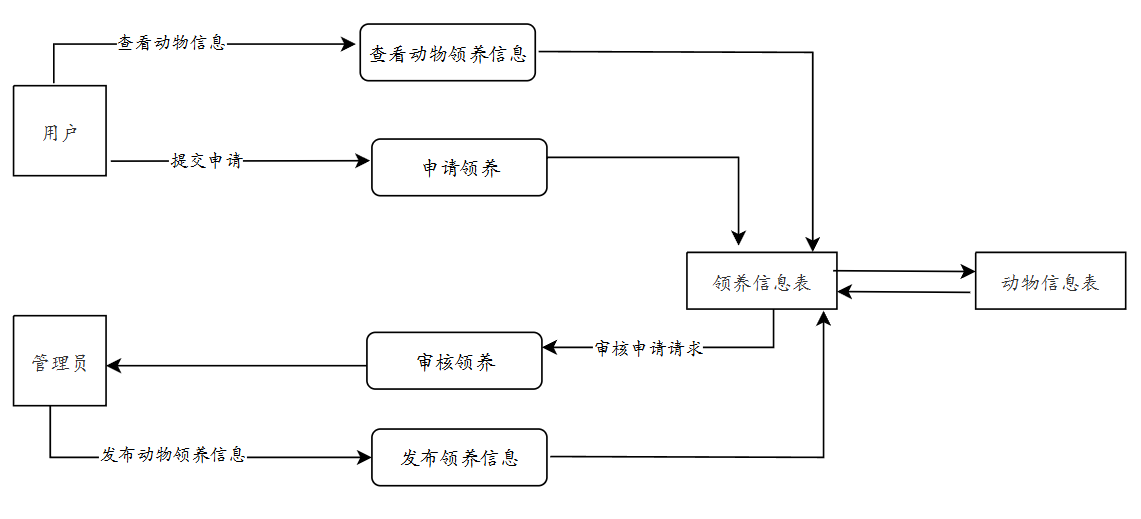 查看动物信息
查看动物领养信息
用户
提交申请
申请领养
领养信息表
动物信息表
管理员
审核领养
审核申请请求
发布动物领养信息
发布领养信息